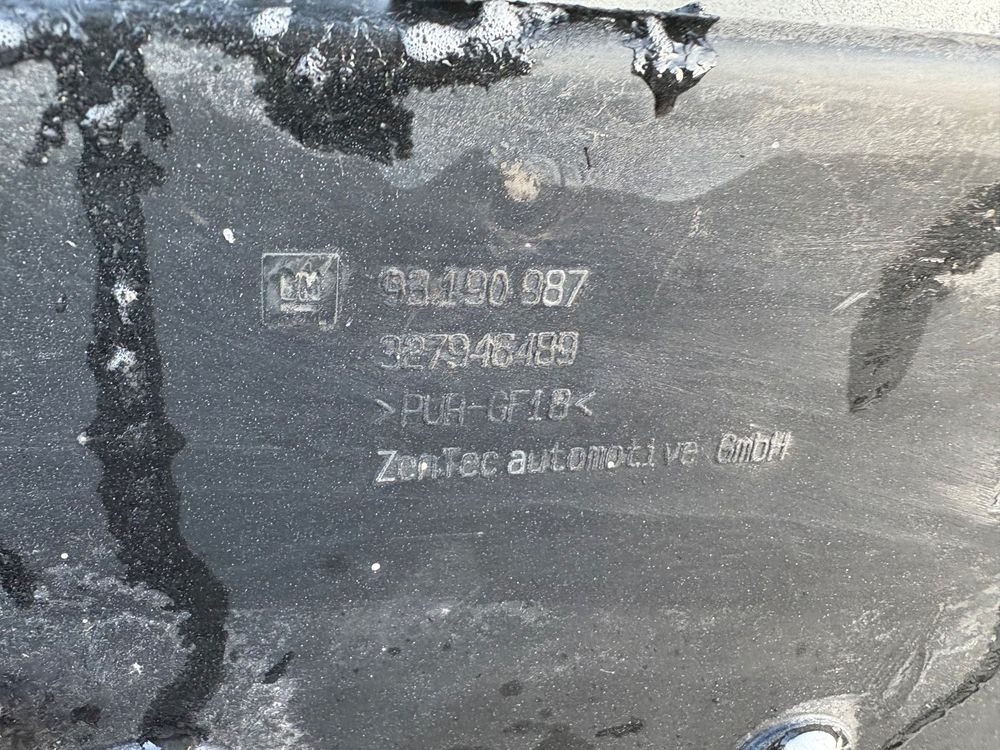 GM 93 190 987
327946489
>PUR-GF18<
ZenTec automotive GmbH